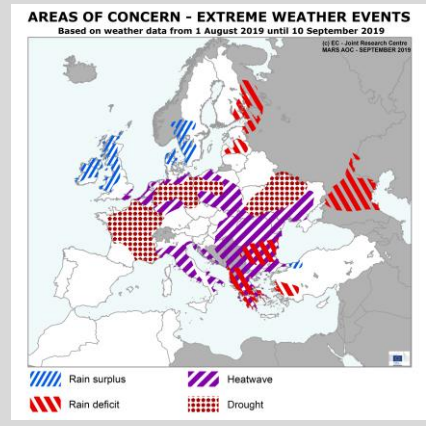 AREAS OF CONCERN - EXTREME WEATHER EVENTS
Based on weather data from 1 August 2019 until 10 September 2019
(c) EC - Joint Research Centre
MARS AOC - SEPTEMBER 2019
Rain surplus
Heatwave
Rain deficit
Drought